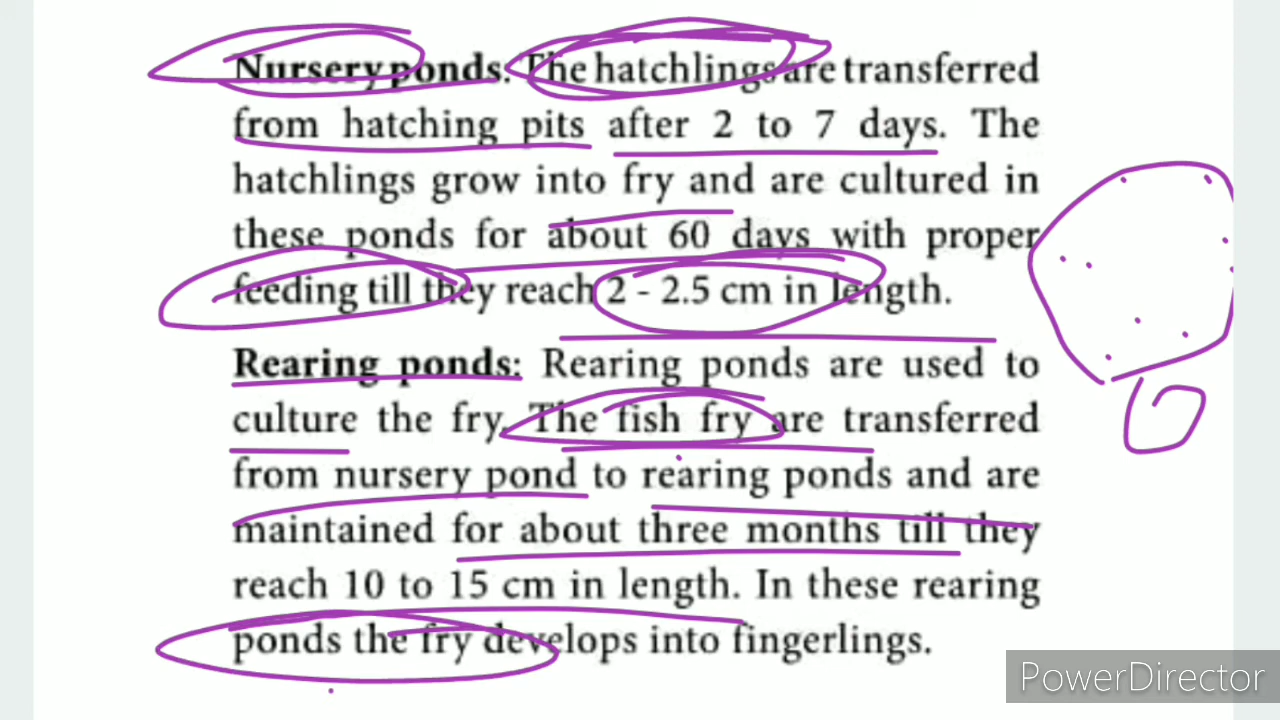 Nursery ponds: The hatchlings are transferred
from hatching pits after 2 to 7 days. The
hatchlings grow into fry and are cultured in
these ponds for about 60 days with proper
feeding till they reach 2 - 2.5 cm in length.
Rearing ponds: Rearing ponds are used to
culture the fry. The fish fry are transferred
from nursery pond to rearing ponds and are
maintained for about three months till they
reach 10 to 15 cm in length. In these rearing
ponds the fry develops into fingerlings.
PowerDirector